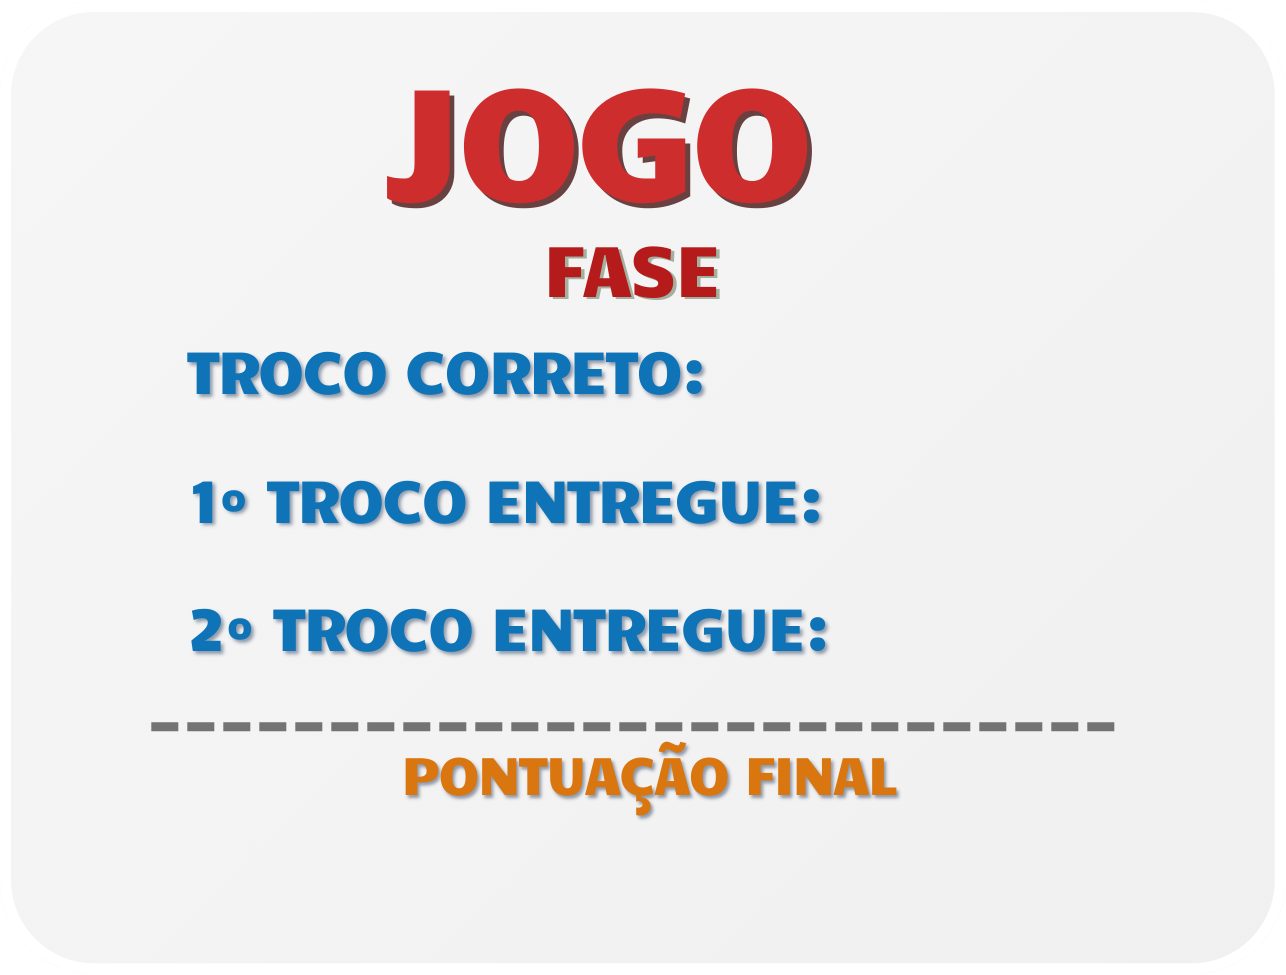 JOGO
FASE
TROCO CORRETO:
1º TROCO ENTREGUE:
2º TROCO ENTREGUE:
PONTUAÇÃO FINAL